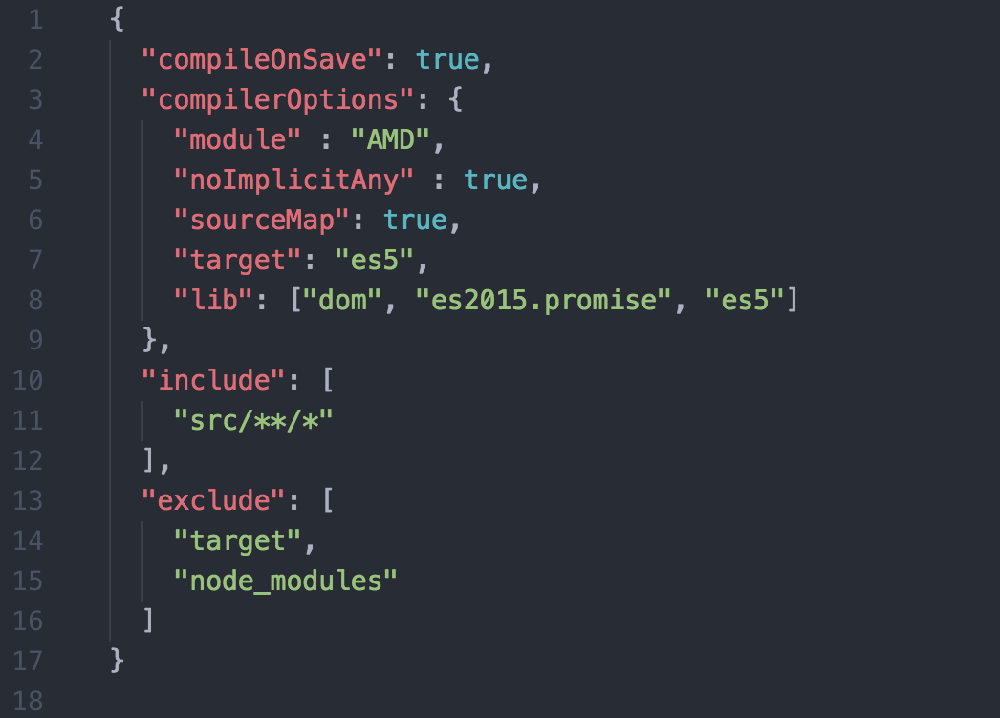 1 {
2   "compileOnSave": true,
3   "compilerOptions": {
4     "module" : "AMD",
5     "noImplicitAny" : true,
6     "sourceMap": true,
7     "target": "es5",
8     "lib": ["dom", "es2015.promise", "es5"]
9   },
10   "include": [
11     "src/**/*"
12   ],
13   "exclude": [
14     "target",
15     "node_modules"
16   ]
17 }
18